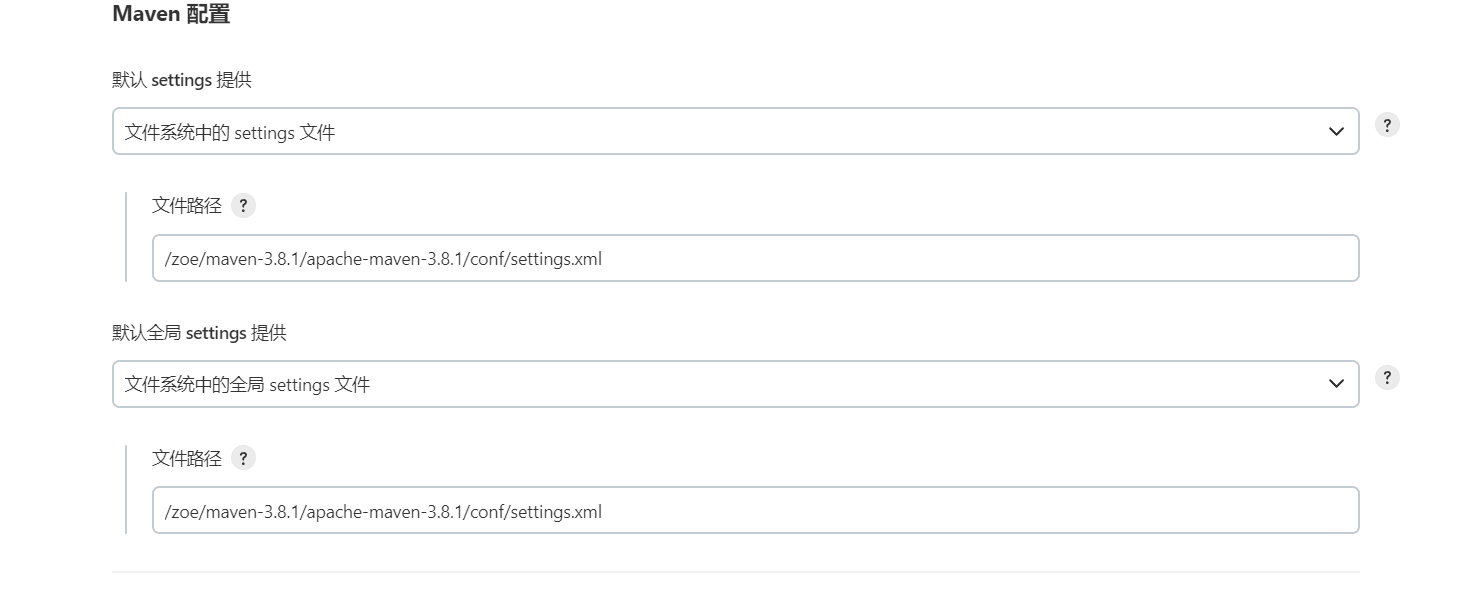 Maven 配置
默认 settings 提供
文件系统中的 settings 文件
?
文件路径 ?
/zoe/maven-3.8.1/apache-maven-3.8.1/conf/settings.xml
默认全局 settings 提供
文件系统中的全局 settings 文件
?
文件路径 ?
/zoe/maven-3.8.1/apache-maven-3.8.1/conf/settings.xml